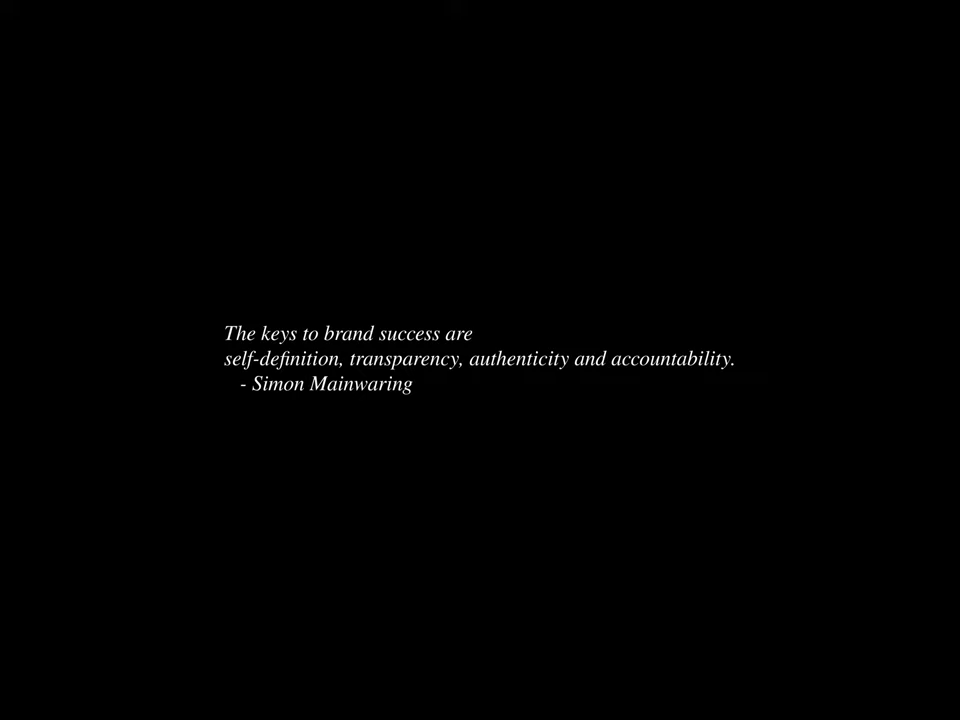 The keys to brand success are
self-definition, transparency, authenticity and accountability.
- Simon Mainwaring